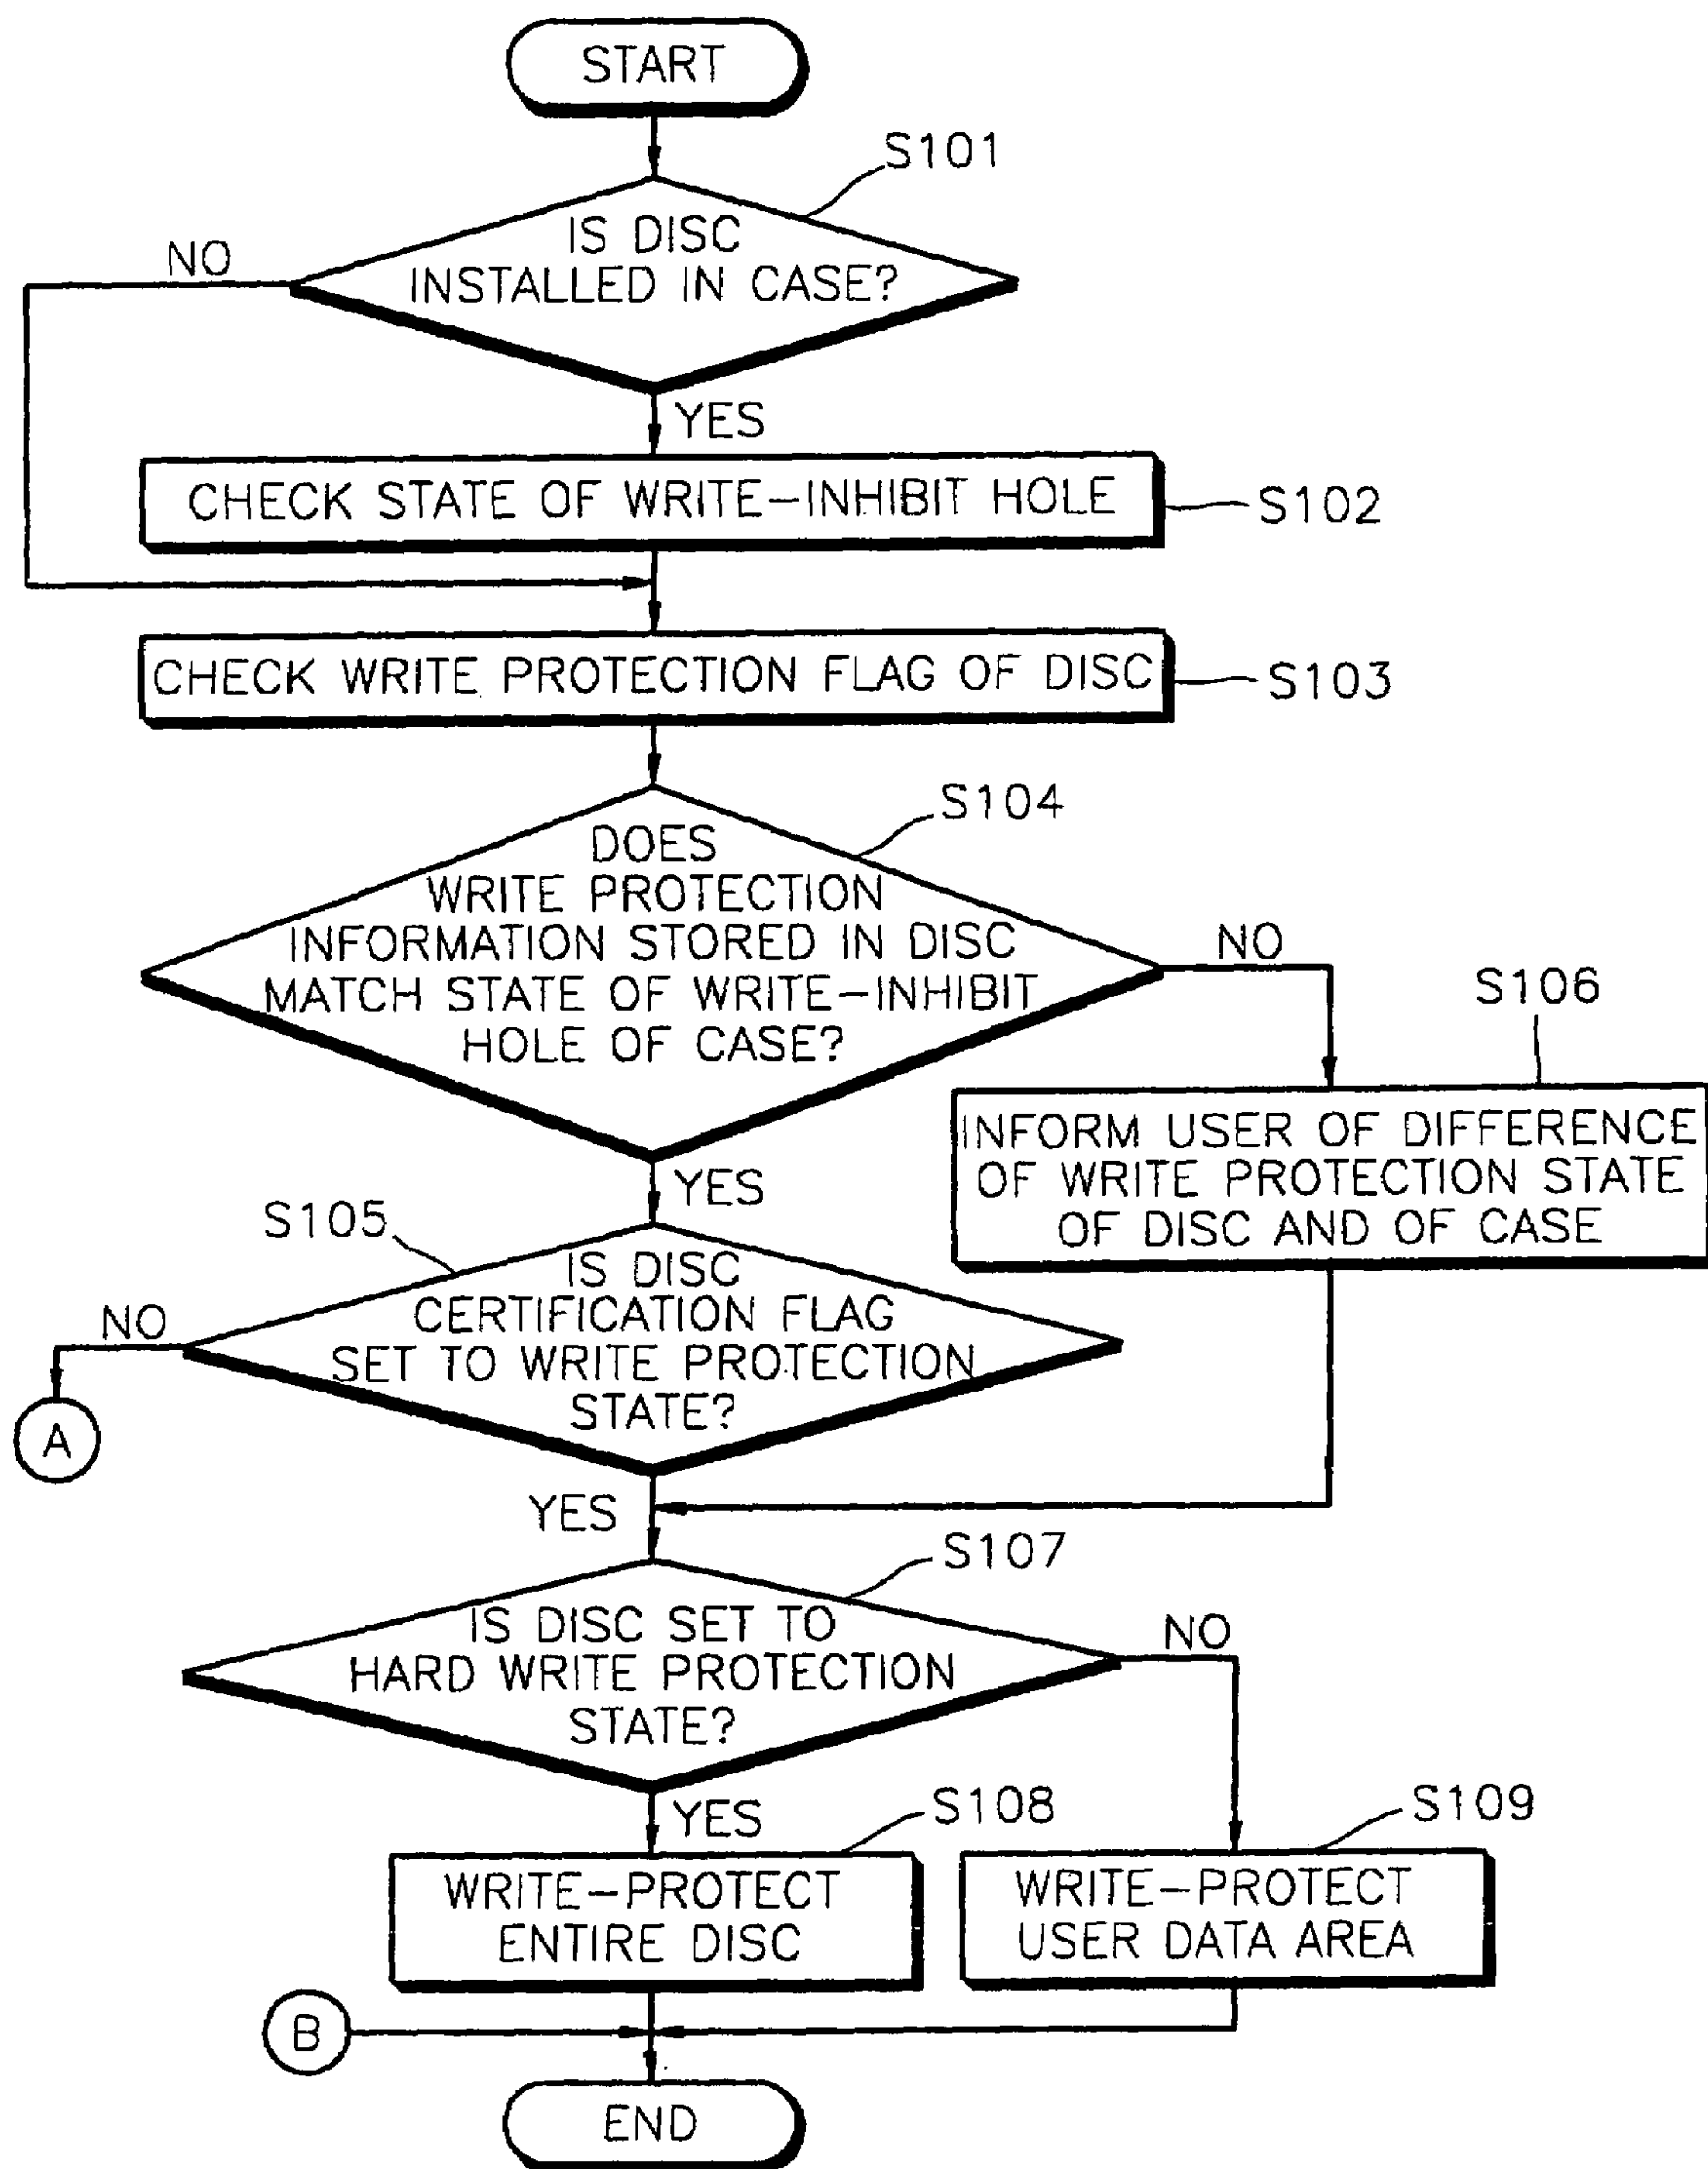 START
S101
IS DISC
INSTALLED IN CASE?
NO
YES
CHECK STATE OF WRITE-INHIBIT HOLE
S102
CHECK WRITE PROTECTION FLAG OF DISC
S103
S104
DOES
WRITE PROTECTION
INFORMATION STORED IN DISC
MATCH STATE OF WRITE-INHIBIT
HOLE OF CASE?
NO
S106
INFORM USER OF DIFFERENCE
OF WRITE PROTECTION STATE
OF DISC AND OF CASE
YES
S105
IS DISC
CERTIFICATION FLAG
SET TO WRITE PROTECTION
STATE?
NO
A
YES
S107
IS DISC SET TO
HARD WRITE PROTECTION
STATE?
NO
YES
S108
WRITE-PROTECT
ENTIRE DISC
S109
WRITE-PROTECT
USER DATA AREA
B
END